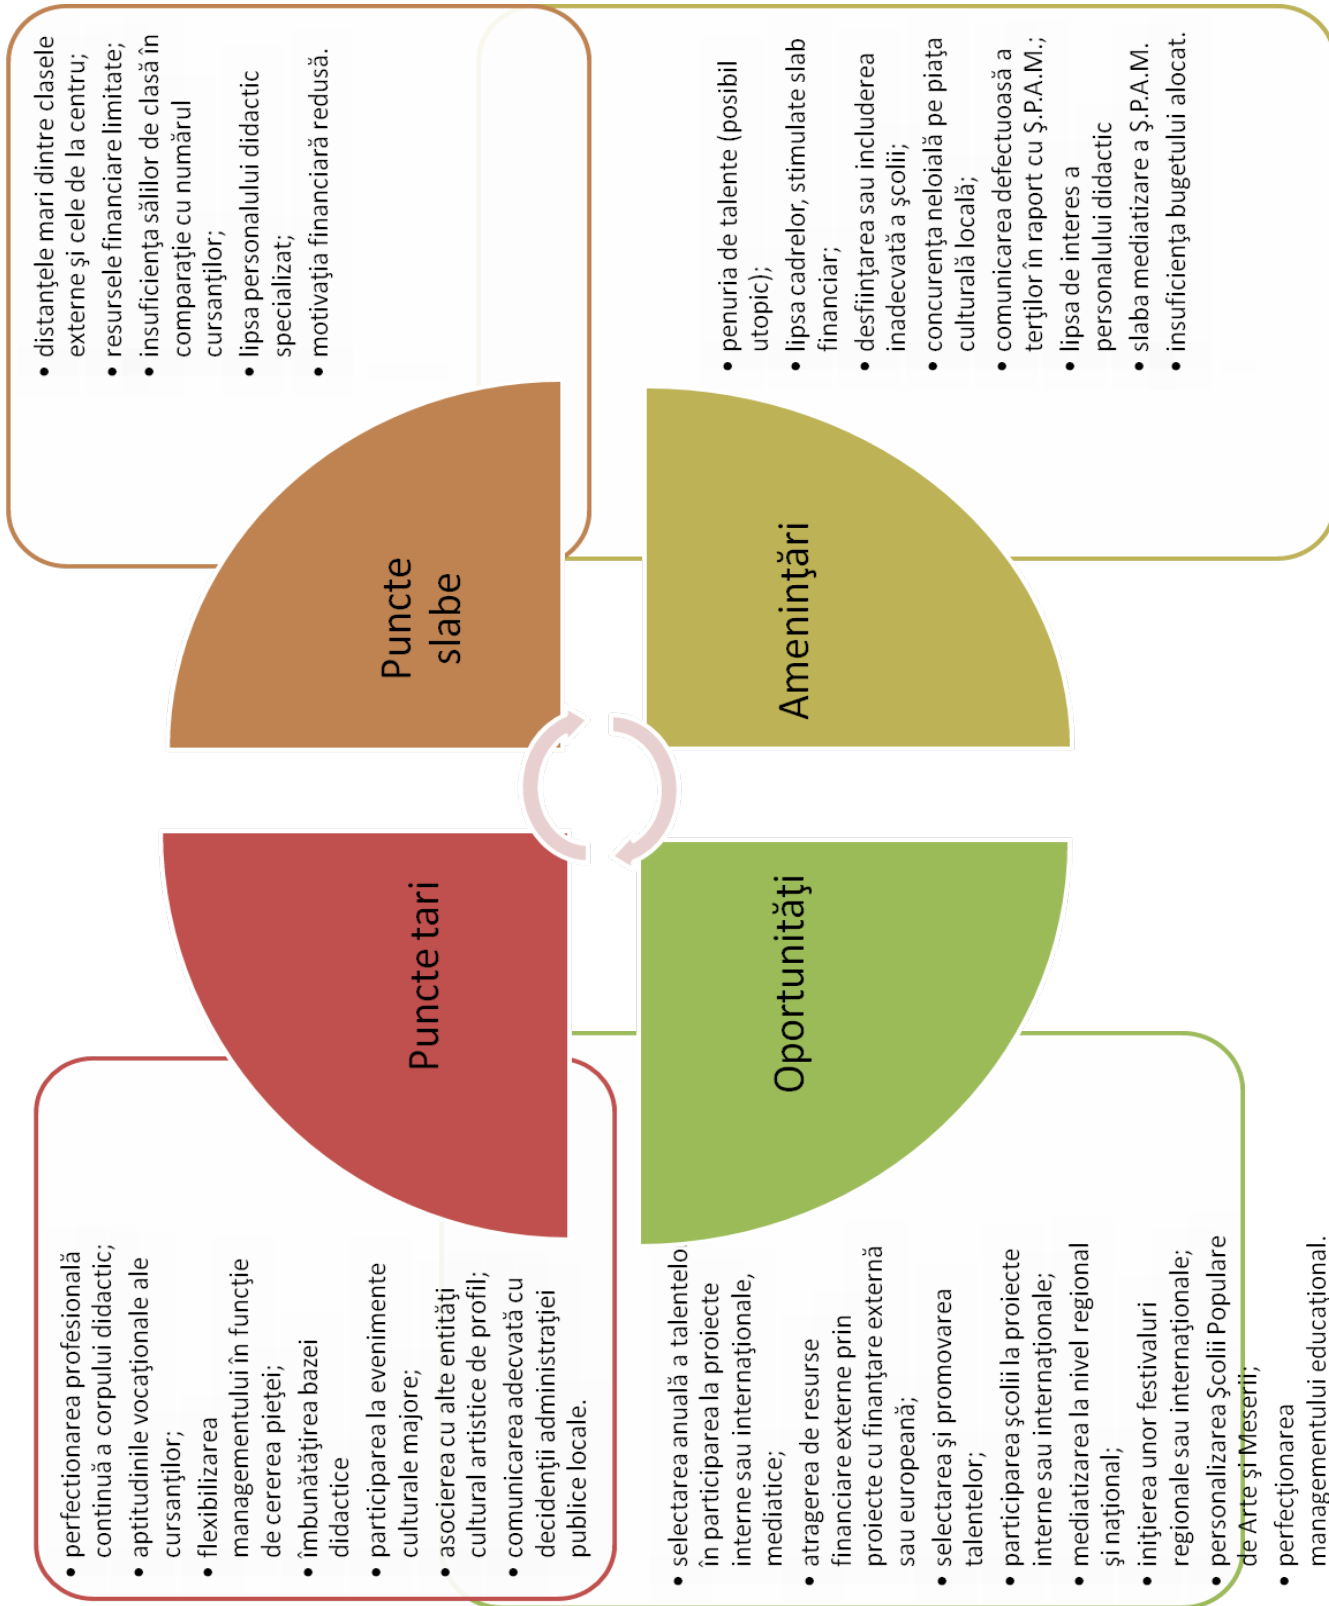 perfectionarea profesională
continuă a corpului didactic;
aptitudinile vocaţionale ale
cursanţilor;
flexibilizarea
managementului în funcţie
de cererea pieţei;
îmbunătăţirea bazei
didactice
participarea la evenimente
culturale majore;
asocierea cu alte entităţi
cultural artistice de profil;
comunicarea adecvată cu
decidenţii administraţiei
publice locale.
Puncte tari
Puncte
slabe
distanţele mari dintre clasele
externe şi cele de la centru;
resursele financiare limitate;
insuficienţa sălilor de clasă în
comparaţie cu numărul
cursanţilor;
lipsa personalului didactic
specializat;
motivaţia financiară redusă.
selectarea anuală a talentelo
în participarea la proiecte
interne sau internaţionale,
mediatice;
atragerea de resurse
financiare externe prin
proiecte cu finanţare externă
sau europeană;
selectarea şi promovarea
talentelor;
participarea şcolii la proiecte
interne sau internaţionale;
mediatizarea la nivel regional
şi naţional;
iniţierea unor festivaluri
regionale sau internaţionale;
personalizarea Şcolii Populare
de Arte şi Meserii;
perfecţionarea
managementului educaţional.
Oportunităţi
Ameninţări
penuria de talente (posibil
utopic);
lipsa cadrelor, stimulate slab
financiar;
desfiinţarea sau includerea
inadecvată a şcolii;
concurenţa neloială pe piaţa
culturală locală;
comunicarea defectuoasă a
terţilor în raport cu Ş.P.A.M.;
lipsa de interes a
personalului didactic
slaba mediatizare a Ş.P.A.M.
insuficienţa bugetului alocat.